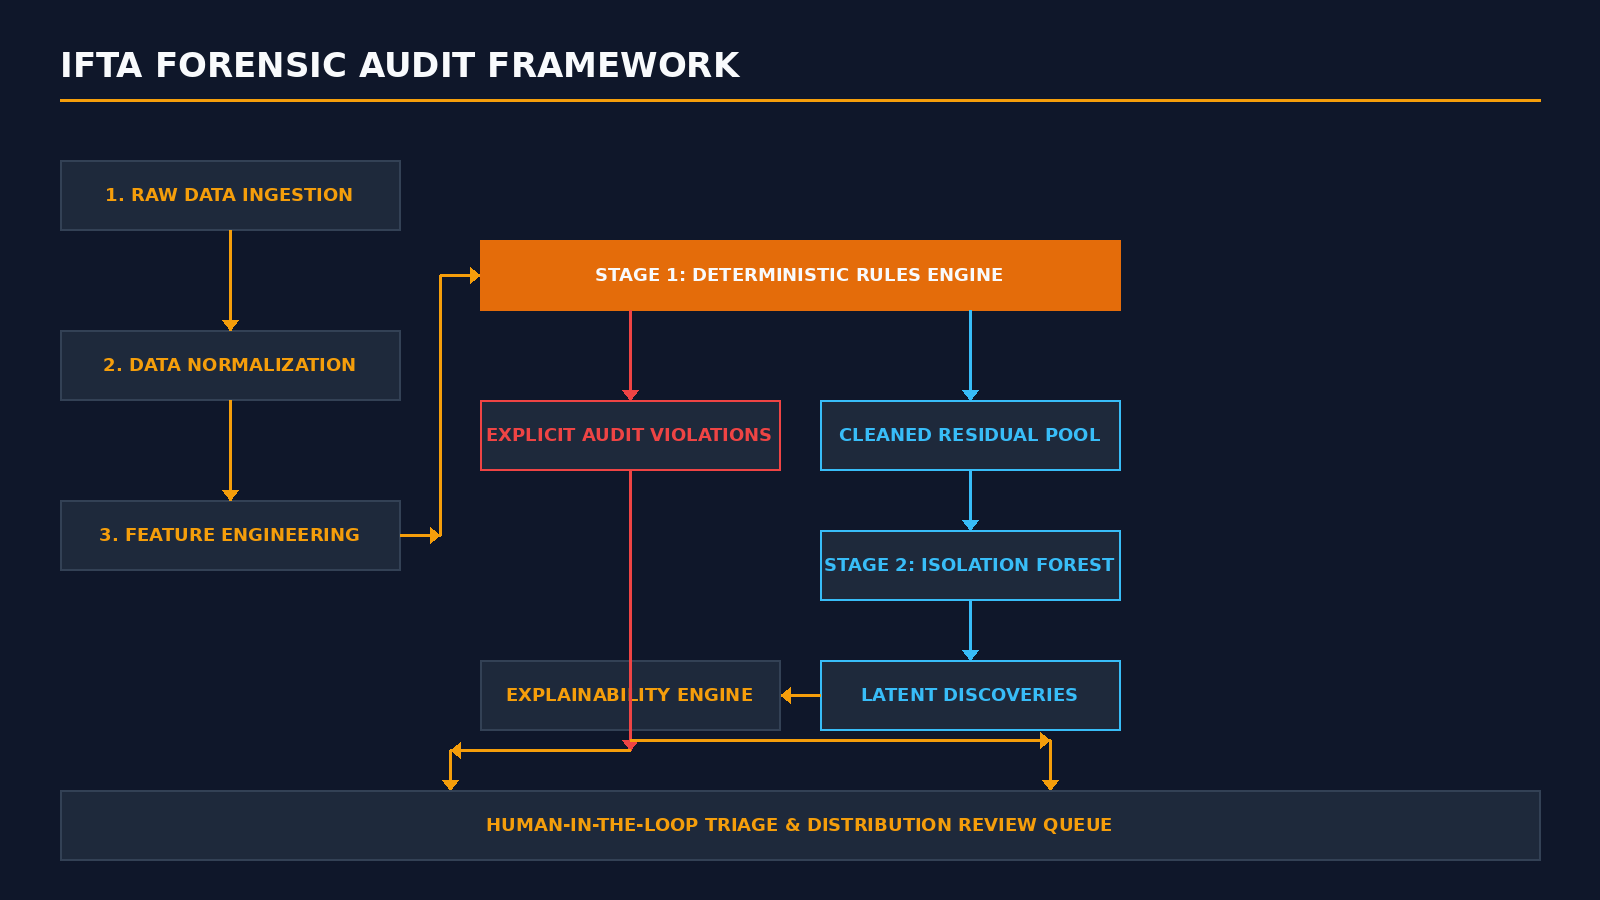 IFTA FORENSIC AUDIT FRAMEWORK
1. RAW DATA INGESTION
2. DATA NORMALIZATION
3. FEATURE ENGINEERING
STAGE 1: DETERMINISTIC RULES ENGINE
EXPLICIT AUDIT VIOLATIONS
CLEANED RESIDUAL POOL
STAGE 2: ISOLATION FOREST
LATENT DISCOVERIES
EXPLAINABILITY ENGINE
HUMAN-IN-THE-LOOP TRIAGE & DISTRIBUTION REVIEW QUEUE